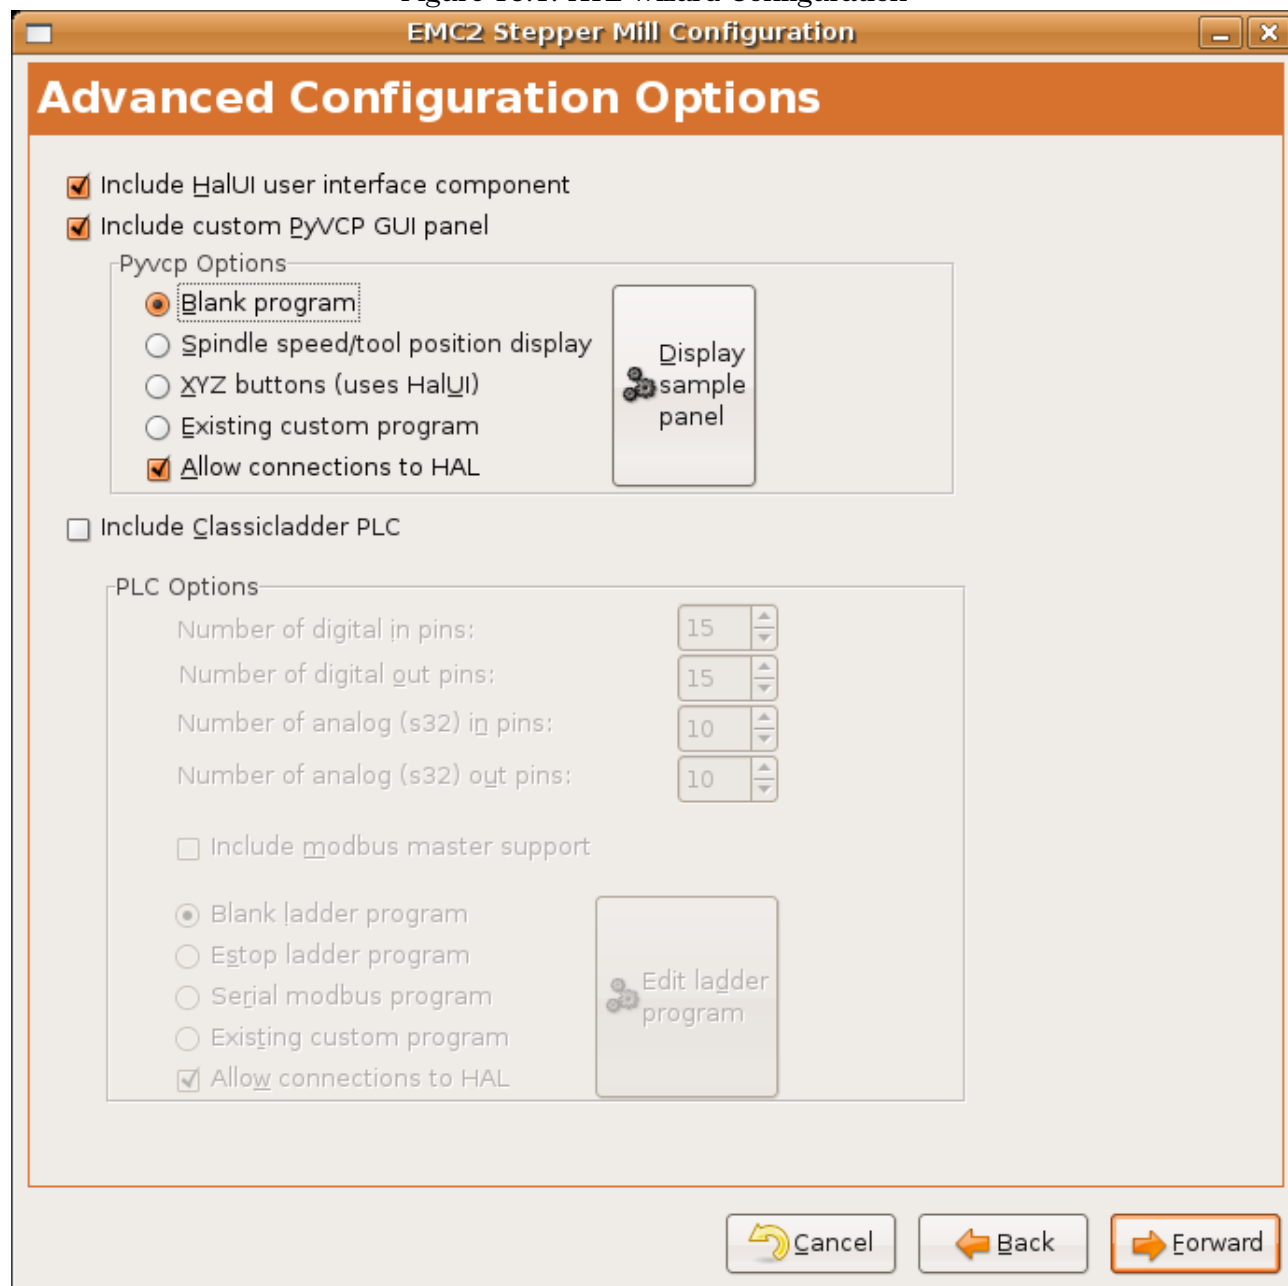 EMC2 Stepper Mill Configuration
Advanced Configuration Options
Include HalUI user interface component
Include custom PyVCP GUI panel
Pyvcp Options
Blank program
Spindle speed/tool position display
XYZ buttons (uses HalUI)
Existing custom program
Allow connections to HAL
Display
sample
panel
Include Classicladder PLC
PLC Options
Number of digital in pins: 15
Number of digital out pins: 15
Number of analog (s32) in pins: 10
Number of analog (s32) out pins: 10
Include modbus master support
Blank ladder program
Estop ladder program
Serial modbus program
Existing custom program
Allow connections to HAL
Edit ladder
program
Cancel
Back
Forward